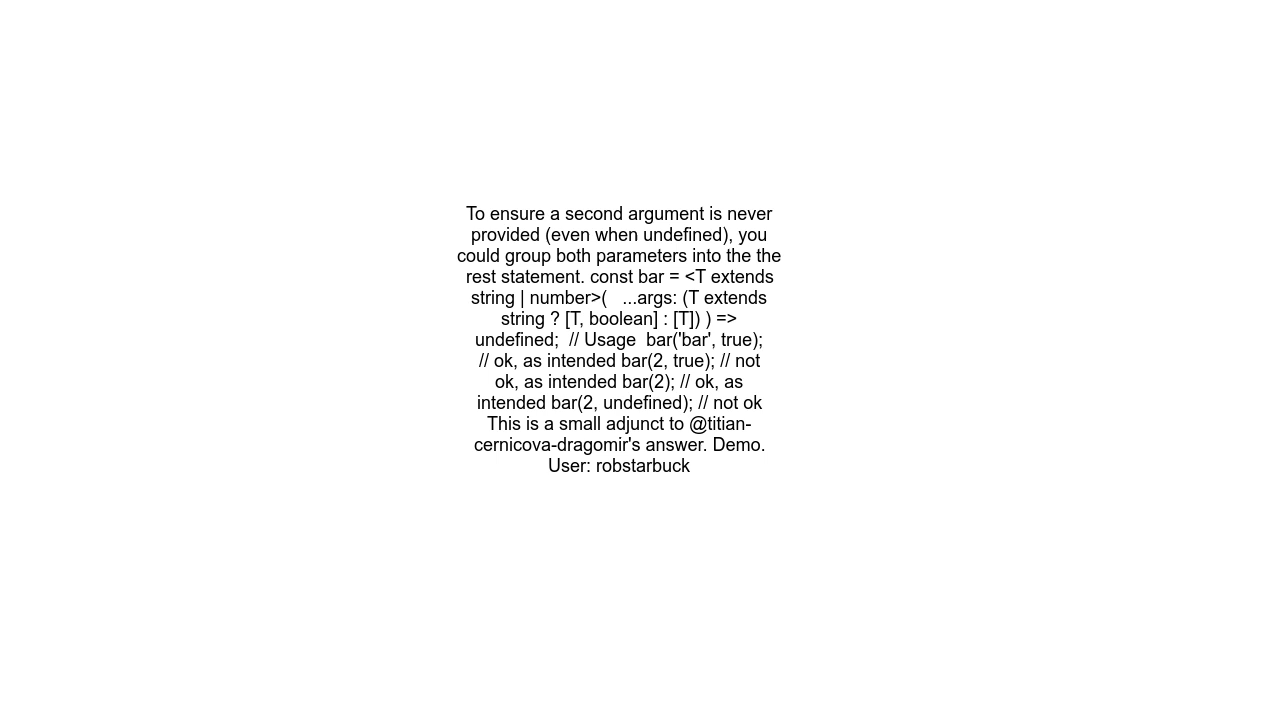 To ensure a second argument is never
provided (even when undefined), you
could group both parameters into the the
rest statement. const bar = <T extends
string | number>(   ...args: (T extends
string ? [T, boolean] : [T]) ) =>
undefined;  // Usage  bar('bar', true);
// ok, as intended bar(2, true); // not
ok, as intended bar(2); // ok, as
intended bar(2, undefined); // not ok
This is a small adjunct to @titian-
cernicova-dragomir's answer. Demo.
User: robstarbuck